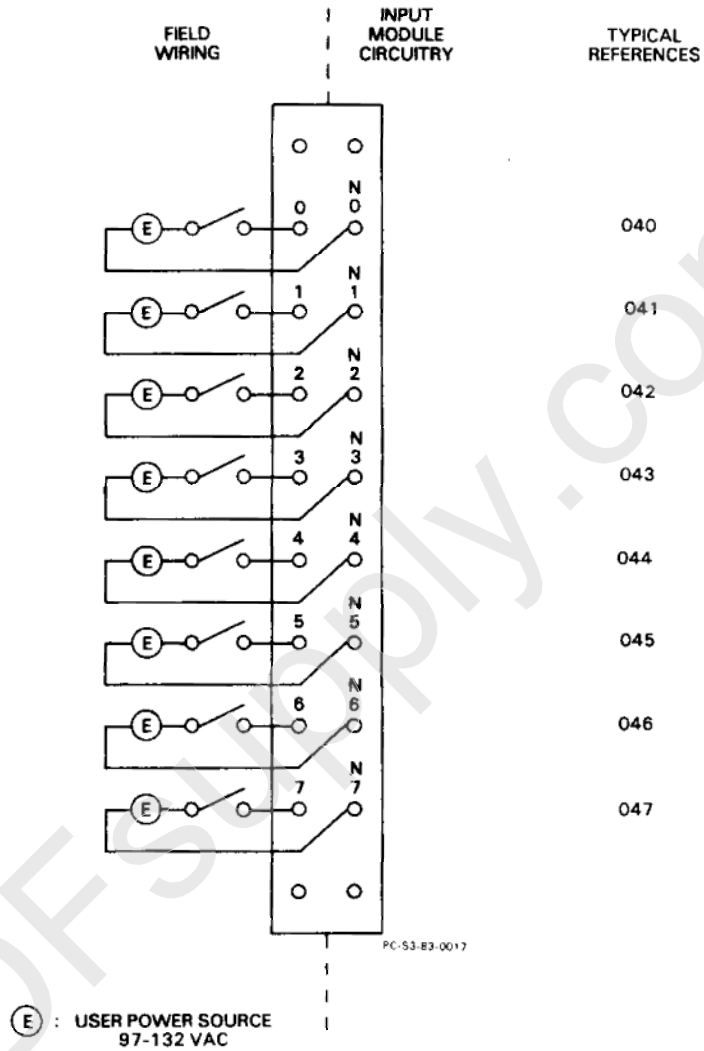 FIELD
WIRING
INPUT
MODULE
CIRCUITRY
TYPICAL
REFERENCES
N
0 0
E
040
N
1 1
E
041
N
2 2
E
042
N
3 3
E
043
N
4 4
E
044
N
5 5
E
045
N
6 6
E
046
N
7 7
E
047
PC-S3-83-0017
E : USER POWER SOURCE
97-132 VAC
PDFsupply.com